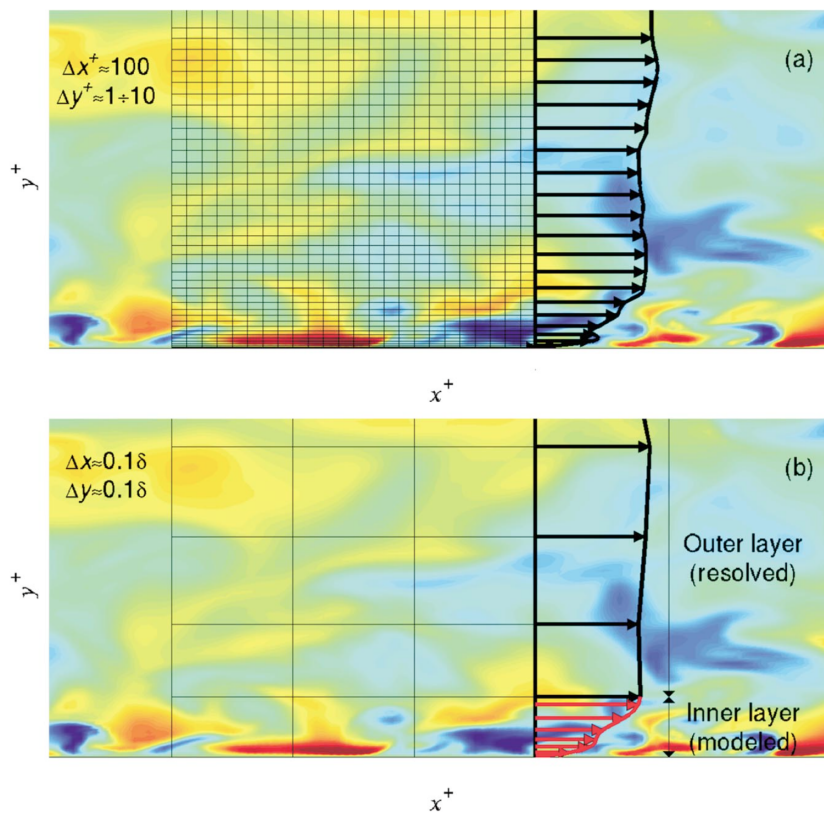 Δx⁺≈100
Δy⁺≈1÷10
(a)
y⁺
x⁺
Δx≈0.1δ
Δy≈0.1δ
(b)
Outer layer
(resolved)
y⁺
Inner layer
(modeled)
x⁺